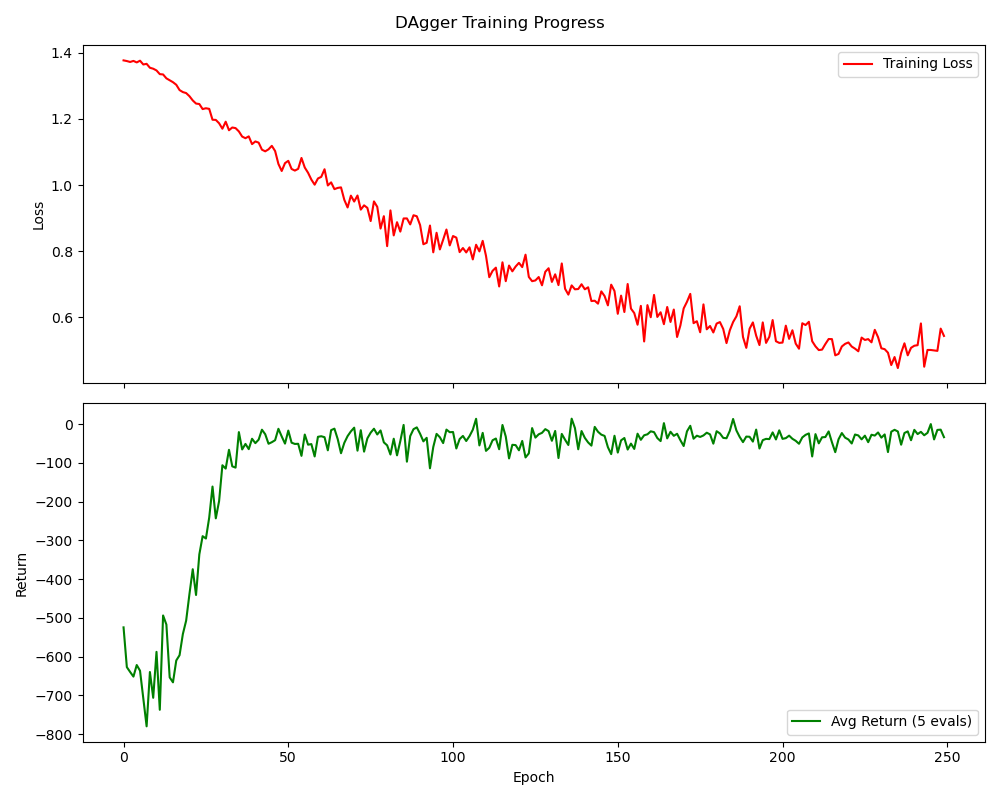 DAgger Training Progress
1.4
1.2
1.0
0.8
0.6
Loss
Training Loss
0
−100
−200
−300
−400
−500
−600
−700
−800
Return
Avg Return (5 evals)
0 50 100 150 200 250
Epoch